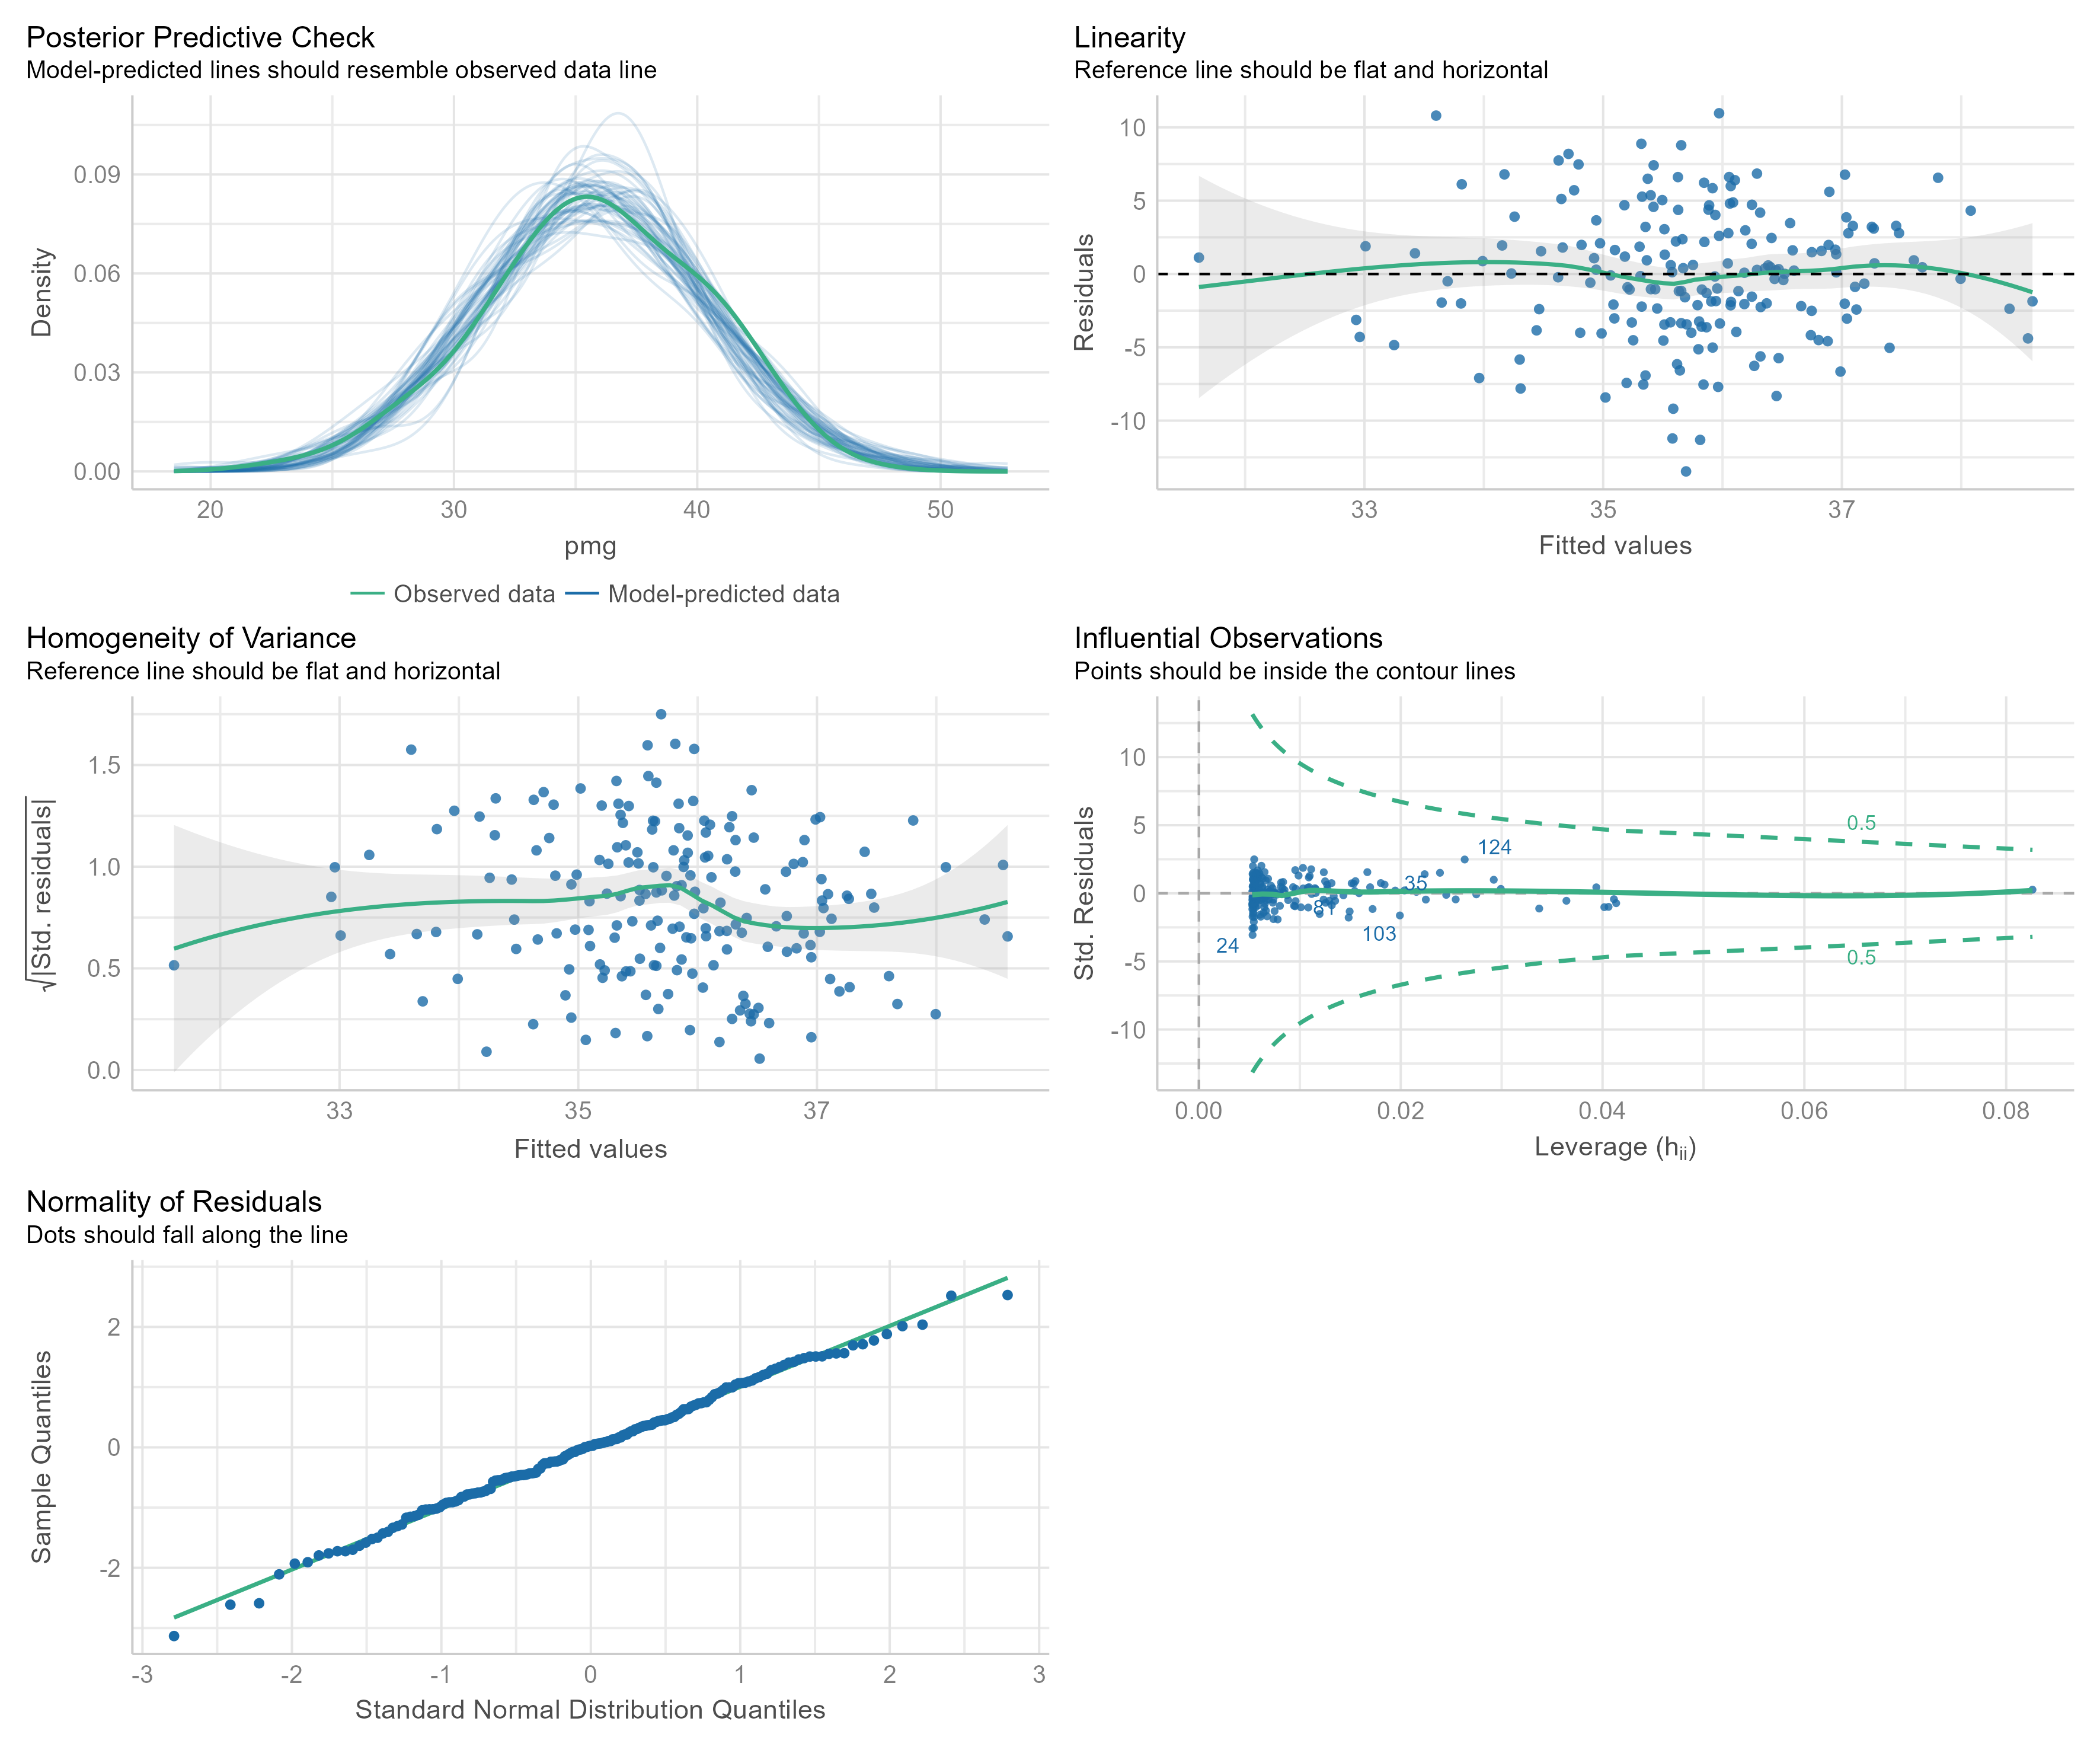 Posterior Predictive Check
Model-predicted lines should resemble observed data line
Density
0.09
0.06
0.03
0.00
20 30 40 50
pmg
Observed data Model-predicted data
Linearity
Reference line should be flat and horizontal
Residuals
10
5
0
-5
-10
33 35 37
Fitted values
Homogeneity of Variance
Reference line should be flat and horizontal
√|Std. residuals|
1.5
1.0
0.5
0.0
33 35 37
Fitted values
Influential Observations
Points should be inside the contour lines
Std. Residuals
10
5
0
-5
-10
0.5
124
35
103
24
0.5
0.00 0.02 0.04 0.06 0.08
Leverage (hii)
Normality of Residuals
Dots should fall along the line
Sample Quantiles
2
0
-2
-3 -2 -1 0 1 2 3
Standard Normal Distribution Quantiles